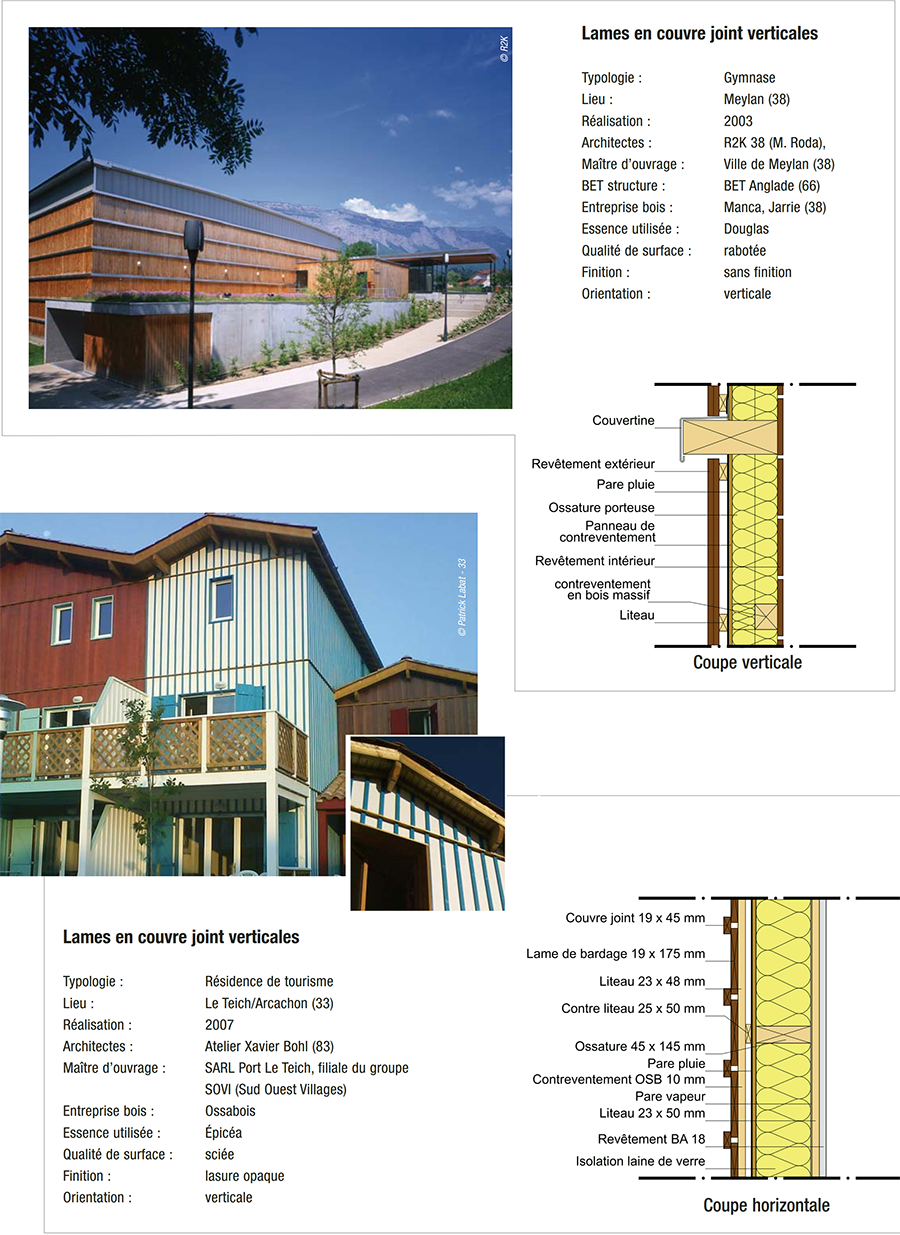 © R2K
Lames en couvre joint verticales
Typologie : Gymnase
Lieu : Meylan (38)
Réalisation : 2003
Architectes : R2K 38 (M. Roda),
Maître d'ouvrage : Ville de Meylan (38)
BET structure : BET Anglade (66)
Entreprise bois : Manca, Jarrie (38)
Essence utilisée : Douglas
Qualité de surface : rabotée
Finition : sans finition
Orientation : verticale
Couvertine
Revêtement extérieur
Pare pluie
Ossature porteuse
Panneau de
contreventement
Revêtement intérieur
contreventement
en bois massif
Liteau
Coupe verticale
© Patrick Labat - 33
Lames en couvre joint verticales
Typologie : Résidence de tourisme
Lieu : Le Teich/Arcachon (33)
Réalisation : 2007
Architectes : Atelier Xavier Bohl (83)
Maître d'ouvrage : SARL Port Le Teich, filiale du groupe
SOVI (Sud Ouest Villages)
Entreprise bois : Ossabois
Essence utilisée : Épicéa
Qualité de surface : sciée
Finition : lasure opaque
Orientation : verticale
Couvre joint 19 x 45 mm
Lame de bardage 19 x 175 mm
Liteau 23 x 48 mm
Contre liteau 25 x 50 mm
Ossature 45 x 145 mm
Pare pluie
Contreventement OSB 10 mm
Pare vapeur
Liteau 23 x 50 mm
Revêtement BA 18
Isolation laine de verre
Coupe horizontale